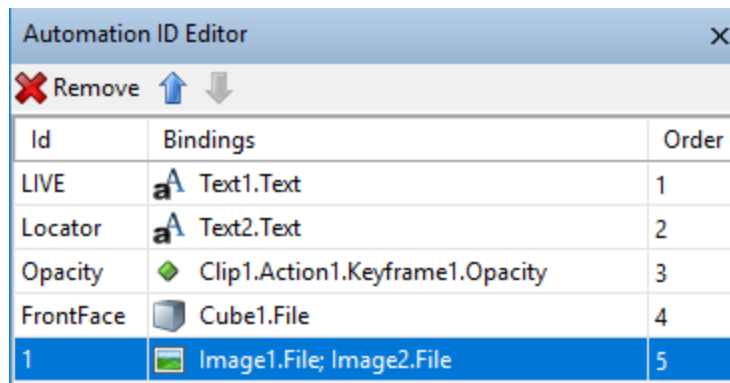 Automation ID Editor
Remove
Id Bindings Order
LIVE Text1.Text 1
Locator Text2.Text 2
Opacity Clip1.Action1.Keyframe1.Opacity 3
FrontFace Cube1.File 4
1 Image1.File; Image2.File 5